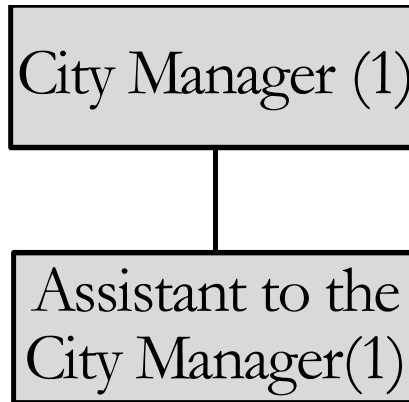 City Manager (1)
Assistant to the
City Manager(1)